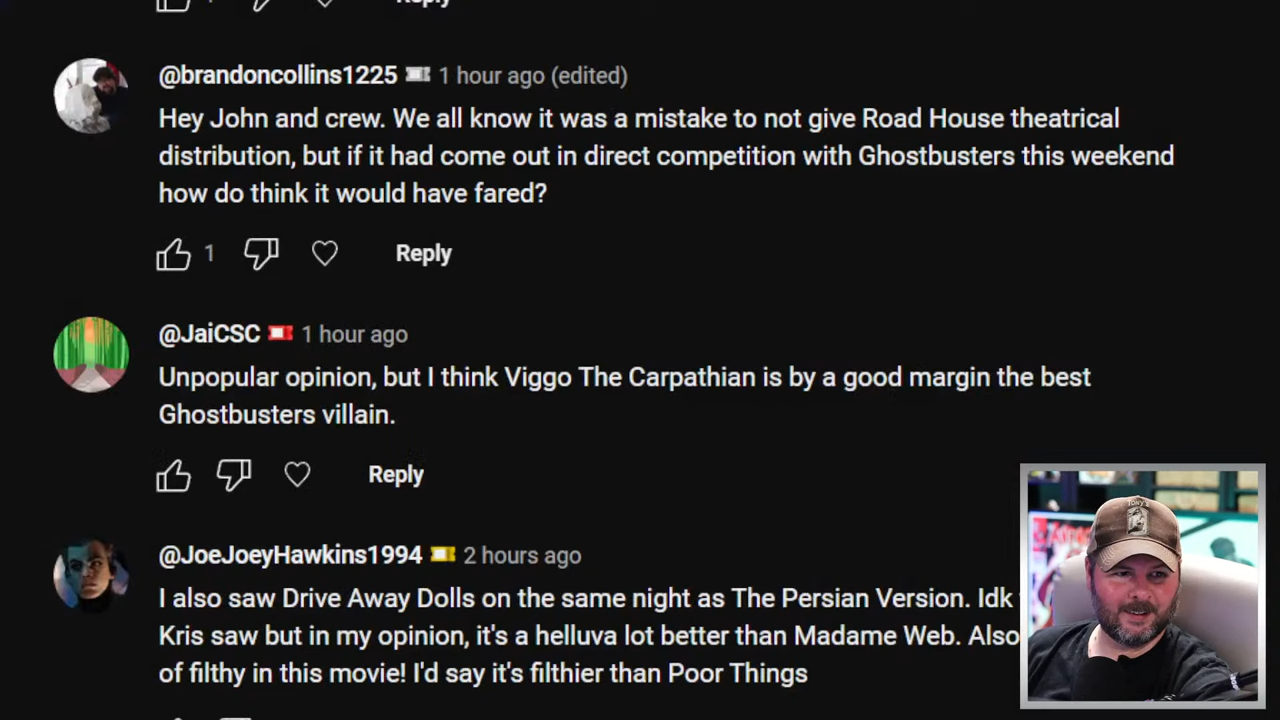 Reply
@brandoncollins1225 1 hour ago (edited)
Hey John and crew. We all know it was a mistake to not give Road House theatrical
distribution, but if it had come out in direct competition with Ghostbusters this weekend
how do think it would have fared?
1 Reply
@JaiCSC 1 hour ago
Unpopular opinion, but I think Viggo The Carpathian is by a good margin the best
Ghostbusters villain.
Reply
@JoeJoeyHawkins1994 2 hours ago
I also saw Drive Away Dolls on the same night as The Persian Version. Idk
Kris saw but in my opinion, it's a helluva lot better than Madame Web. Also
of filthy in this movie! I'd say it's filthier than Poor Things